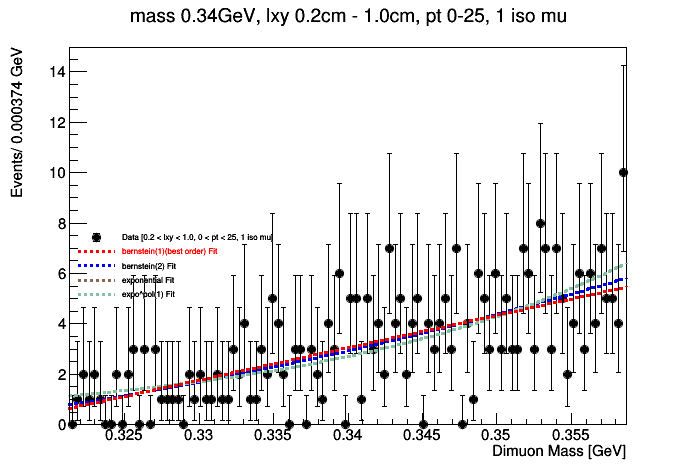 mass 0.34GeV, lxy 0.2cm - 1.0cm, pt 0-25, 1 iso mu
Events/ 0.000374 GeV
14
12
10
8
6
4
2
0
Data [0.2 < lxy < 1.0, 0 < pt < 25, 1 iso mu]
bernstein(1)(best order) Fit
bernstein(2) Fit
exponential Fit
expo*pol(1) Fit
0.325 0.33 0.335 0.34 0.345 0.35 0.355
Dimuon Mass [GeV]